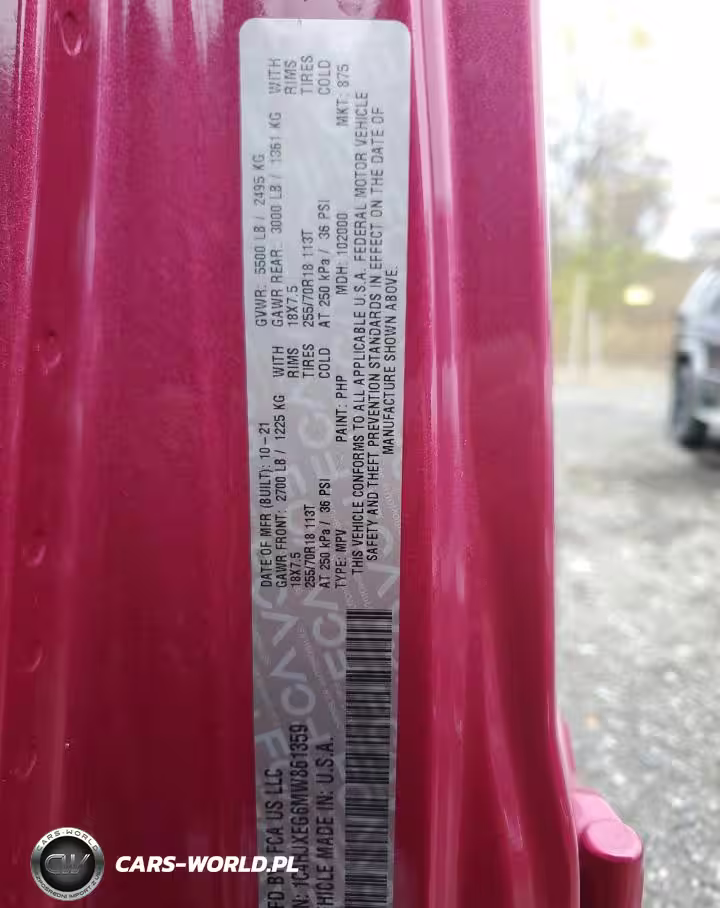 MFD BY FCA US LLC
DATE OF MFR (BUILT): 10-21 GVWR: 5500 LB / 2495 KG
GAWR FRONT: 2700 LB / 1225 KG WITH GAWR REAR: 3000 LB / 1361 KG WITH
18X7.5 RIMS 18X7.5 RIMS
255/70R18 113T TIRES 255/70R18 113T TIRES
AT 250 kPa / 36 PSI COLD AT 250 kPa / 36 PSI COLD
TYPE: MPV PAINT: PHP MDH: 102000 MKT: 875
THIS VEHICLE CONFORMS TO ALL APPLICABLE U.S.A. FEDERAL MOTOR VEHICLE
SAFETY AND THEFT PREVENTION STANDARDS IN EFFECT ON THE DATE OF
MANUFACTURE SHOWN ABOVE.
VEHICLE MADE IN: U.S.A.
CARS-WORLD
CW
CARS-WORLD.PL